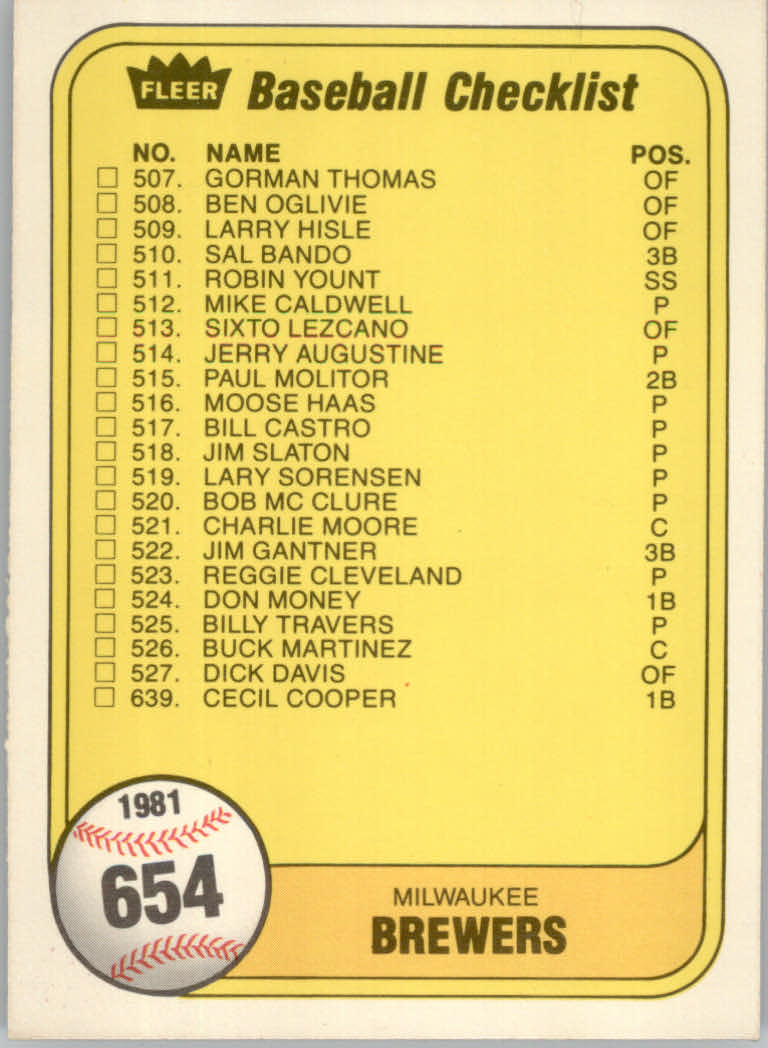 FLEER Baseball Checklist
NO. NAME POS.
507. GORMAN THOMAS OF
508. BEN OGLIVIE OF
509. LARRY HISLE OF
510. SAL BANDO 3B
511. ROBIN YOUNT SS
512. MIKE CALDWELL P
513. SIXTO LEZCANO OF
514. JERRY AUGUSTINE P
515. PAUL MOLITOR 2B
516. MOOSE HAAS P
517. BILL CASTRO P
518. JIM SLATON P
519. LARY SORENSEN P
520. BOB MC CLURE P
521. CHARLIE MOORE C
522. JIM GANTNER 3B
523. REGGIE CLEVELAND P
524. DON MONEY 1B
525. BILLY TRAVERS P
526. BUCK MARTINEZ C
527. DICK DAVIS OF
639. CECIL COOPER 1B
1981
654
MILWAUKEE
BREWERS